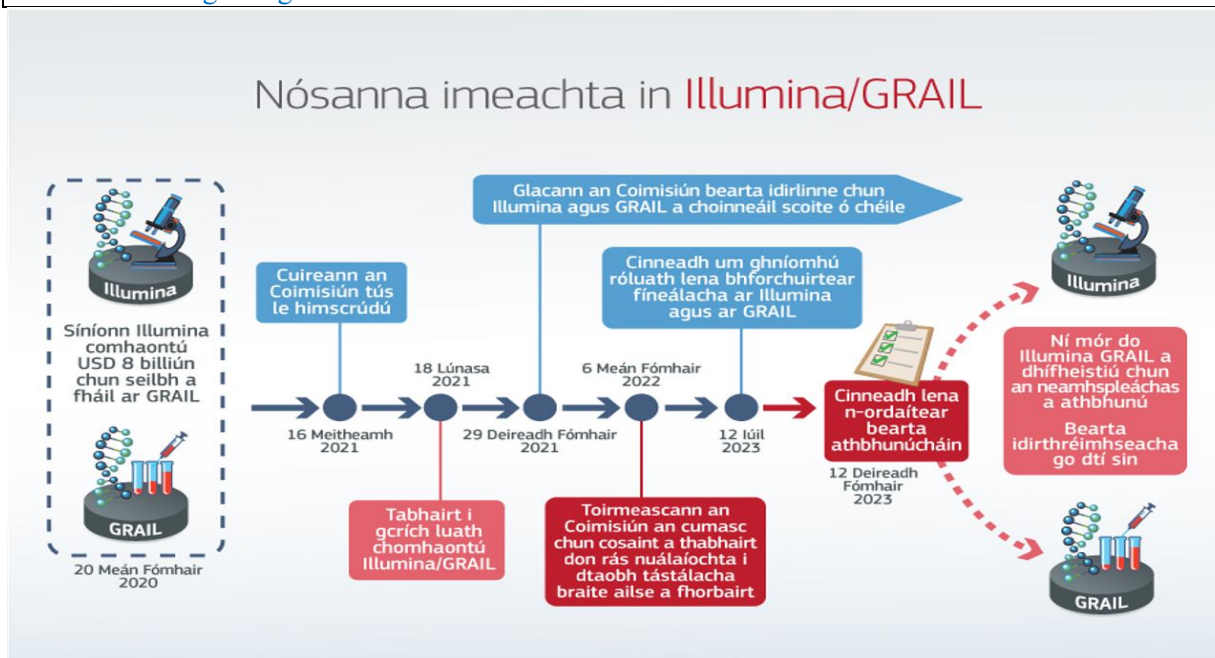 Nósanna imeachta in Illumina/GRAIL
Illumina
Síníonn Illumina
comhaontú
USD 8 billiún
chun seilbh a
fháil ar GRAIL
GRAIL
20 Meán Fómhair
2020
Cuireann an
Coimisiún tús
le himscrúdú
16 Meitheamh
2021
18 Lúnasa
2021
Tabhairt i
gcrích luath
chomhaontú
Illumina/GRAIL
Glacann an Coimisiún bearta idirlinne chun
Illumina agus GRAIL a choinneáil scoite ó chéile
29 Deireadh Fómhair
2021
6 Meán Fómhair
2022
Toirmeascann an
Coimisiún an cumasc
chun cosaint a thabhairt
don rás nuálaíochta i
dtaobh tástálacha
braite ailse a fhorbairt
Cinneadh um ghníomhú
róluath lena bhforchuirtear
fíneálacha ar Illumina
agus ar GRAIL
12 Iúil
2023
Cinneadh lena
n-ordaítear
bearta
athbhunúcháin
12 Deireadh
Fómhair
2023
Illumina
Ní mór do
Illumina GRAIL a
dhífheistiú chun
an neamhspleáchas
a athbhunú
Bearta
idirthréimhseacha
go dtí sin
GRAIL